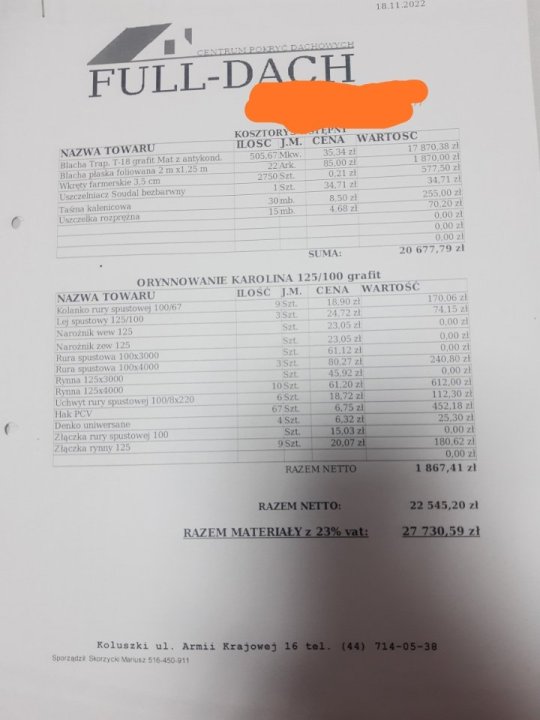 18.11.2022
CENTRUM POKRYĆ DACHOWYCH
FULL-DACH
KOSZTORYS WSTĘPNY
NAZWA TOWARU ILOŚĆ J.M. CENA WARTOŚĆ
Blacha Trap. T-18 grafit Mat z antykond. 505,67 Mkw. 35,34 zł 17 870,38 zł
Blacha płaska foliowana 2 m x1,25 m 22 Ark. 85,00 zł 1 870,00 zł
Wkręty farmerskie 3,5 cm 2750 Szt. 0,21 zł 577,50 zł
Uszczelniacz Soudal bezbarwny 1 Szt. 34,71 zł 34,71 zł
Taśma kalenicowa 30 mb. 8,50 zł 255,00 zł
Uszczelka rozprężna 15 mb. 4,68 zł 70,20 zł
0,00 zł
0,00 zł
0,00 zł
SUMA: 20 677,79 zł
ORYNNOWANIE KAROLINA 125/100 grafit
NAZWA TOWARU ILOŚĆ J.M. CENA WARTOŚĆ
Kolanko rury spustowej 100/67 9 Szt. 18,90 zł 170,06 zł
Lej spustowy 125/100 3 Szt. 24,72 zł 74,15 zł
Narożnik wew 125 Szt. 23,05 zł 0,00 zł
Narożnik zew 125 Szt. 23,05 zł 0,00 zł
Rura spustowa 100x3000 Szt. 61,12 zł 0,00 zł
Rura spustowa 100x4000 3 Szt. 80,27 zł 240,80 zł
Rynna 125x3000 Szt. 45,92 zł 0,00 zł
Rynna 125x4000 10 Szt. 61,20 zł 612,00 zł
Uchwyt rury spustowej 100/8x220 6 Szt. 18,72 zł 112,30 zł
Hak PCV 67 Szt. 6,75 zł 452,18 zł
Denko uniwersane 4 Szt. 6,32 zł 25,30 zł
Złączka rury spustowej 100 Szt. 15,03 zł 0,00 zł
Złączka rynny 125 9 Szt. 20,07 zł 180,62 zł
0,00 zł
RAZEM NETTO 1 867,41 zł
RAZEM NETTO: 22 545,20 zł
RAZEM MATERIAŁY z 23% vat: 27 730,59 zł
Koluszki ul. Armii Krajowej 16 tel. (44) 714-05-38
Sporządził: Skorzycki Mariusz 516-450-911